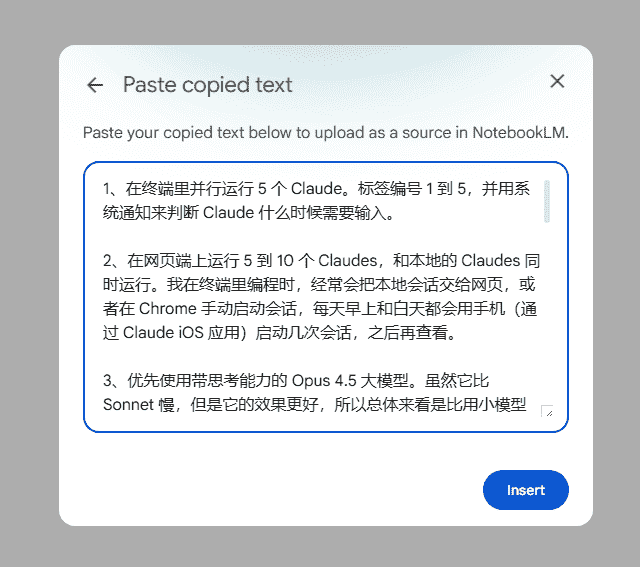 Paste copied text
Paste your copied text below to upload as a source in NotebookLM.
1、在终端里并行运行 5 个 Claude。标签编号 1 到 5，并用系
统通知来判断 Claude 什么时候需要输入。
2、在网页端上运行 5 到 10 个 Claudes，和本地的 Claudes 同
时运行。我在终端里编程时，经常会把本地会话交给网页，或
者在 Chrome 手动启动会话，每天早上和白天都会用手机（通
过 Claude iOS 应用）启动几次会话，之后再查看。
3、优先使用带思考能力的 Opus 4.5 大模型。虽然它比
Sonnet 慢，但是它的效果更好，所以总体来看是比用小模型
Insert